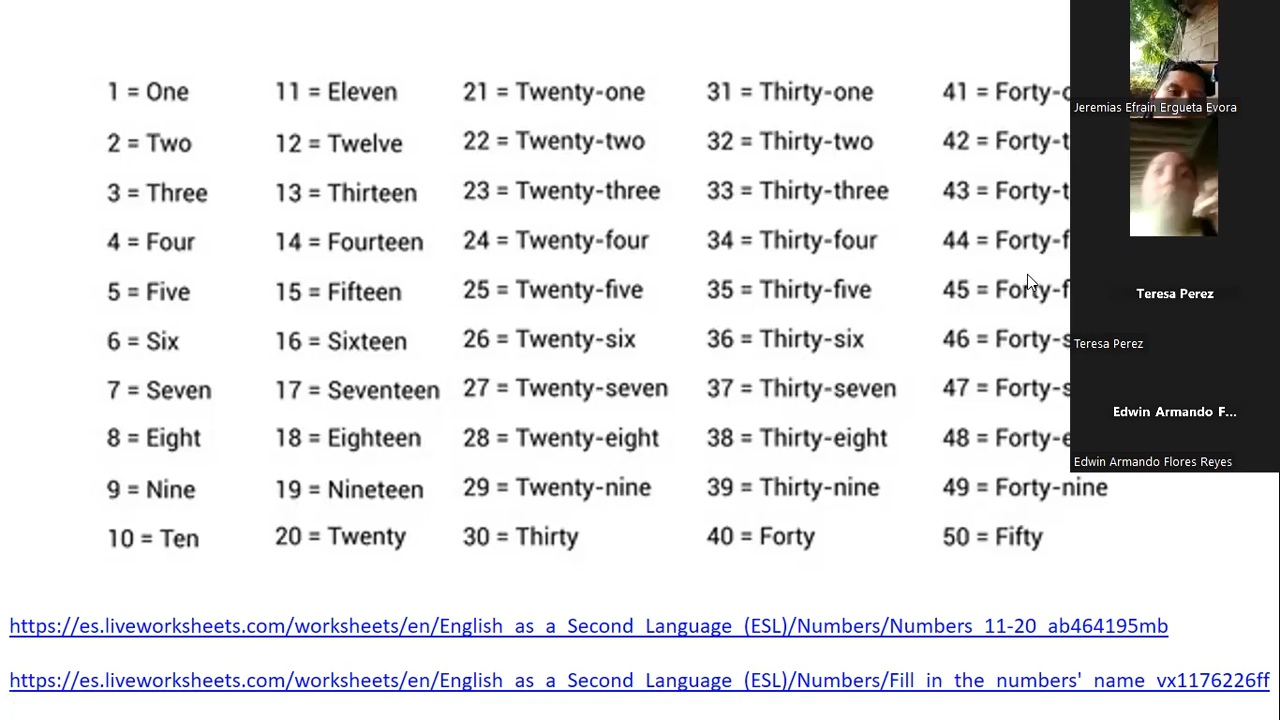 1 = One
2 = Two
3 = Three
4 = Four
5 = Five
6 = Six
7 = Seven
8 = Eight
9 = Nine
10 = Ten
11 = Eleven
12 = Twelve
13 = Thirteen
14 = Fourteen
15 = Fifteen
16 = Sixteen
17 = Seventeen
18 = Eighteen
19 = Nineteen
20 = Twenty
21 = Twenty-one
22 = Twenty-two
23 = Twenty-three
24 = Twenty-four
25 = Twenty-five
26 = Twenty-six
27 = Twenty-seven
28 = Twenty-eight
29 = Twenty-nine
30 = Thirty
31 = Thirty-one
32 = Thirty-two
33 = Thirty-three
34 = Thirty-four
35 = Thirty-five
36 = Thirty-six
37 = Thirty-seven
38 = Thirty-eight
39 = Thirty-nine
40 = Forty
41 = Forty-
42 = Forty-t
43 = Forty-t
44 = Forty-f
45 = Forty-f
46 = Forty-s
47 = Forty-s
48 = Forty-e
49 = Forty-nine
50 = Fifty
https://es.liveworksheets.com/worksheets/en/English_as_a_Second_Language_(ESL)/Numbers/Numbers_11-20_ab464195mb
https://es.liveworksheets.com/worksheets/en/English_as_a_Second_Language_(ESL)/Numbers/Fill_in_the_numbers'_name_vx1176226ff
Jeremias Efrain Ergueta Evora
Teresa Perez
Teresa Perez
Edwin Armando F...
Edwin Armando Flores Reyes